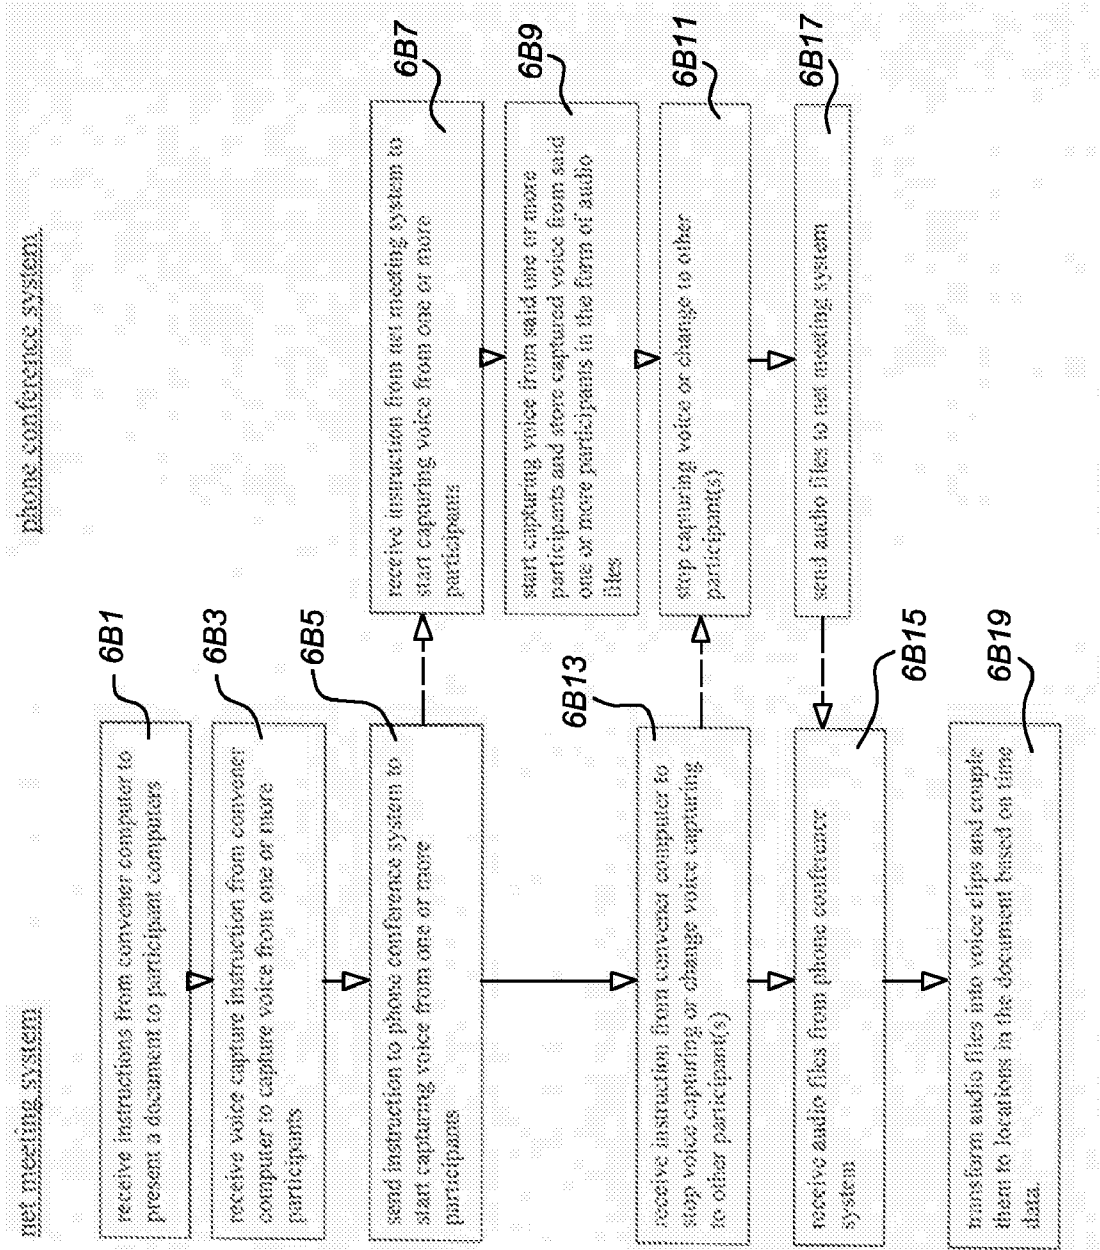 net meeting system
receive instructions from convener computer to
present a document to participant computers
6B1
receive voice capture instruction from convener
computer to capture voice from one or more
participants
6B3
send instruction to phone conference system to
start capturing voice from one or more
participans
6B5
receive instruction from convener computer to
stop voice capturing or change voice capturing
to other participant(s)
6B13
receive audio files from phone conference
system
6B15
transform audio files into voice clips and couple
them to locations in the document based on time
data.
6B19
phone conference system
receive instruction from net meeting system to
start capuring voice from one or more
participants
6B7
start capturing voice from said one or more
participants and store captured voice from said
one or more participants in the form of audio
files
6B9
stop capturing voice or change to other
participant(s)
6B11
send audio files to net meeting system
6B17